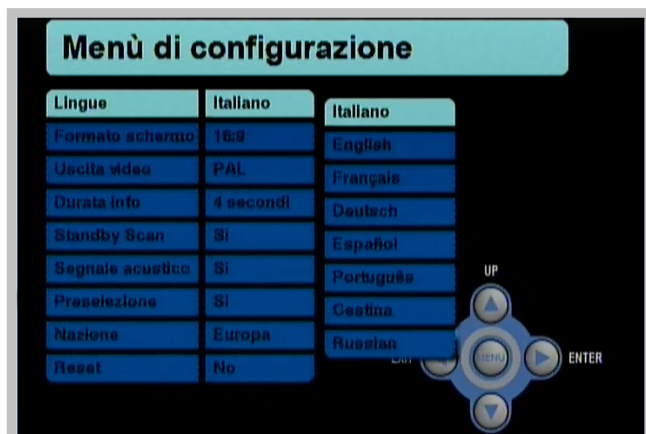 Menù di configurazione
Lingue Italiano
Formato schermo 16:9
Uscita video PAL
Durata info 4 secondi
Standby Scan Si
Segnale acustico Si
Preselezione Si
Nazione Europa
Reset No
Italiano
English
Français
Deutsch
Español
Português
Cestina
Russian
UP
MENU
ENTER